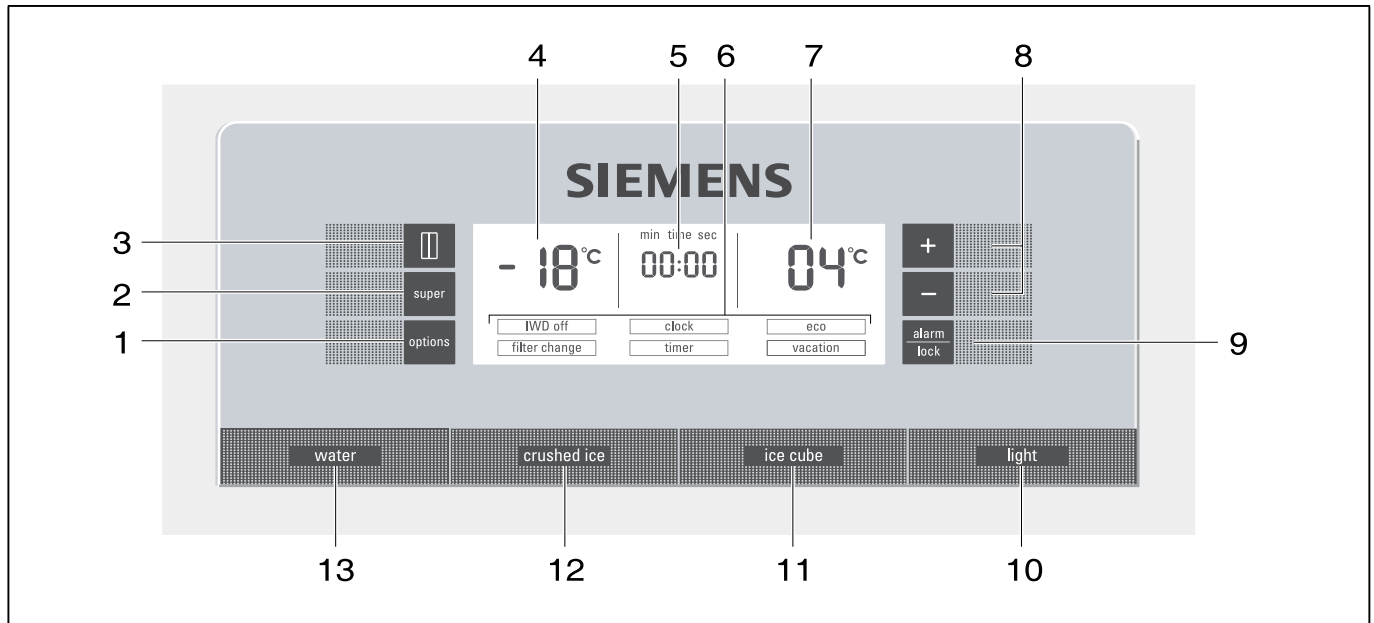 4 5 6 7 8
SIEMENS
min time sec
3 - 18°C 00:00 04°C +
2 super −
IWD off clock eco
1 options filter change timer vacation alarm lock 9
water crushed ice ice cube light
13 12 11 10